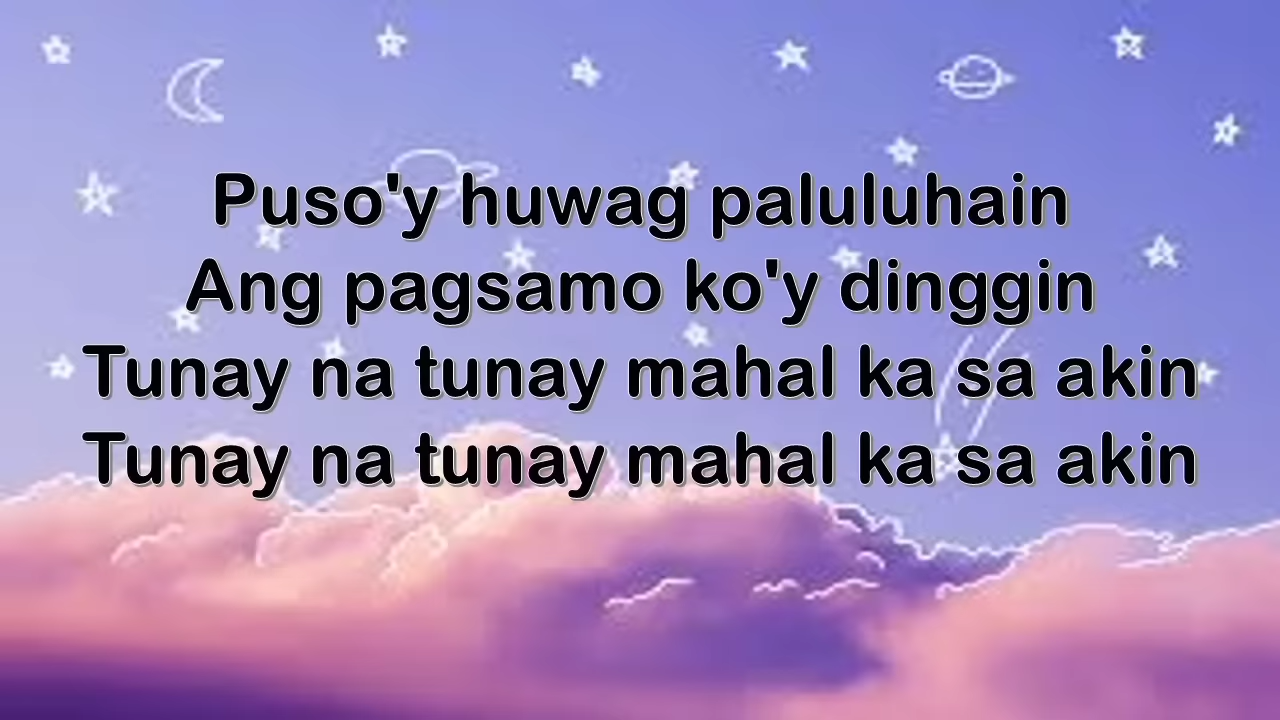 Puso'y huwag paluluhain
Ang pagsamo ko'y dinggin
Tunay na tunay mahal ka sa akin
Tunay na tunay mahal ka sa akin